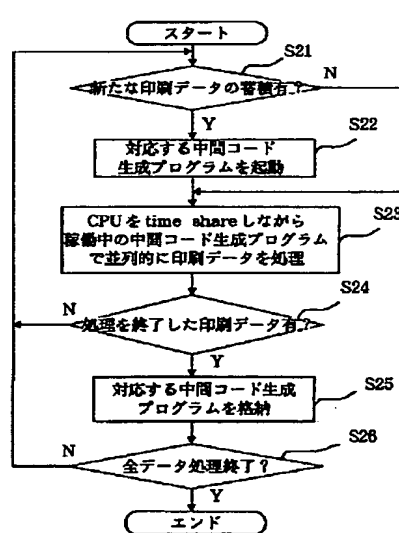 スタート
S21
新たな印刷データの蓄積有?
N
Y
S22
対応する中間コード
生成プログラムを起動
S23
CPUをtime shareしながら
稼働中の中間コード生成プログラム
で並列的に印刷データを処理
S24
N
処理を終了した印刷データ有?
Y
対応する中間コード生成
プログラムを格納
S25
S26
N
全データ処理終了?
Y
エンド